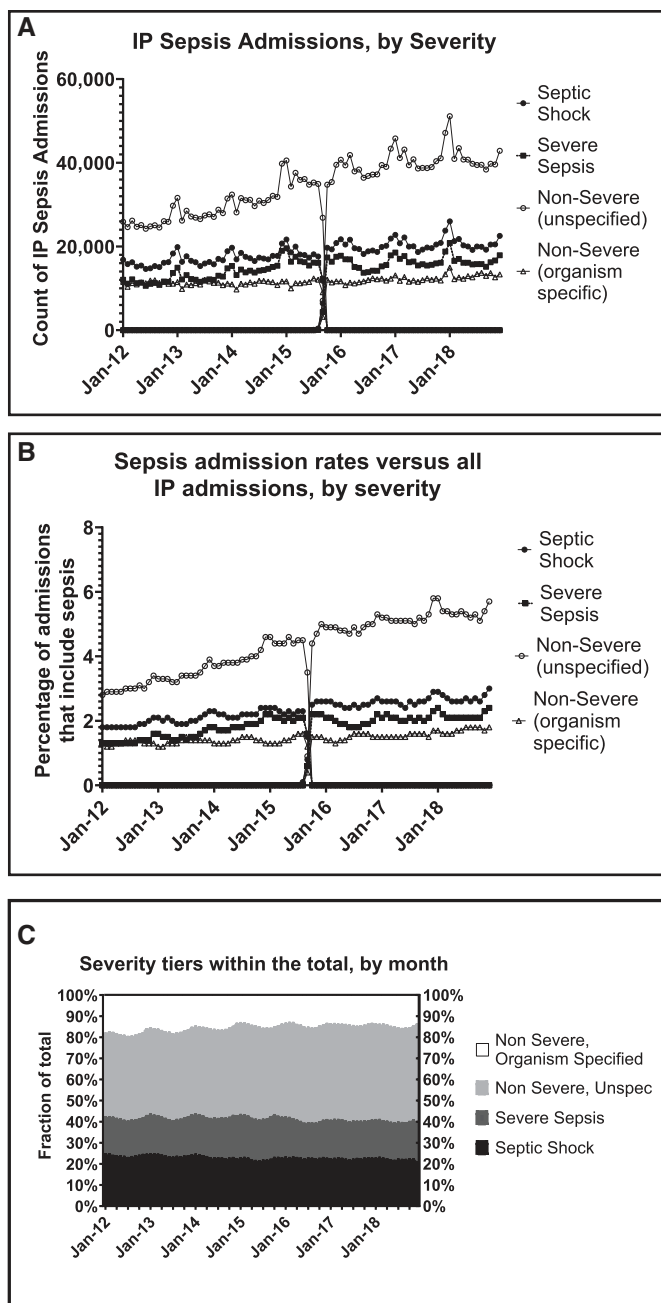 A
IP Sepsis Admissions, by Severity
Count of IP Sepsis Admissions
60,000
40,000
20,000
0
Jan-12
Jan-13
Jan-14
Jan-15
Jan-16
Jan-17
Jan-18
Septic
Shock
Severe
Sepsis
Non-Severe
(unspecified)
Non-Severe
(organism
specific)
B
Sepsis admission rates versus all
IP admissions, by severity
Percentage of admissions
that include sepsis
8
6
4
2
0
Jan-12
Jan-13
Jan-14
Jan-15
Jan-16
Jan-17
Jan-18
Septic
Shock
Severe
Sepsis
Non-Severe
(unspecified)
Non-Severe
(organism
specific)
C
Severity tiers within the total, by month
Fraction of total
100%
90%
80%
70%
60%
50%
40%
30%
20%
10%
0%
100%
90%
80%
70%
60%
50%
40%
30%
20%
10%
0%
Jan-12
Jan-13
Jan-14
Jan-15
Jan-16
Jan-17
Jan-18
Non Severe,
Organism Specified
Non Severe, Unspec
Severe Sepsis
Septic Shock